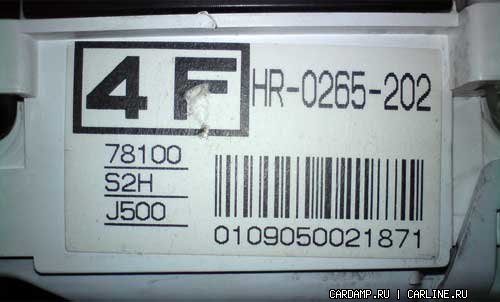 4F HR-0265-202
78100
S2H
J500
0109050021871
CARDAMP.RU | CARLINE.RU